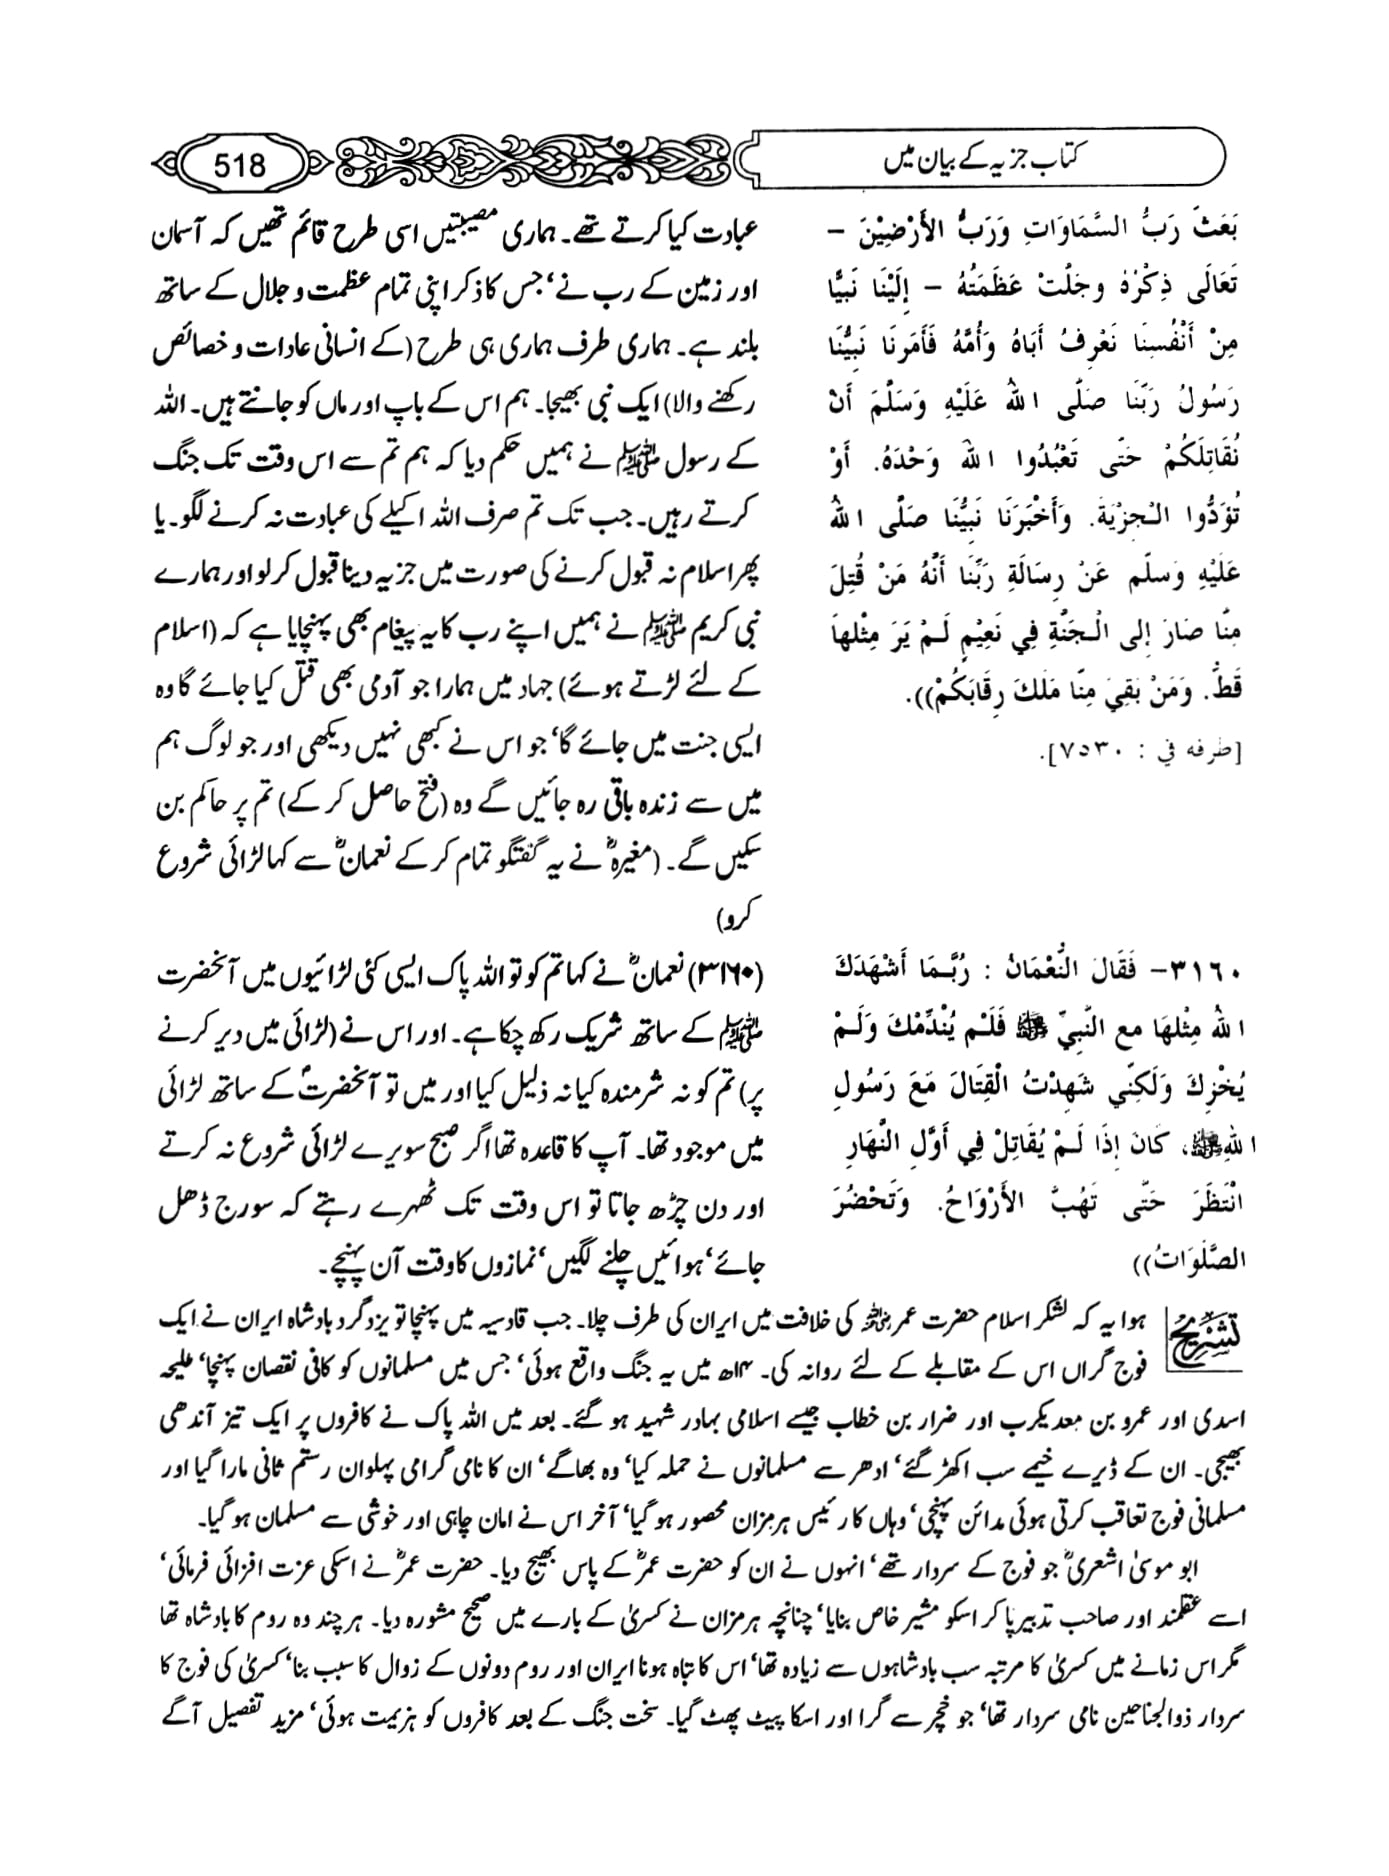 کتاب جزیہ کے بیان میں
518
بَعَثَ رَبُّ السَّمَاوَاتِ وَرَبُّ الأَرْضِيْنَ –
تَعَالَى ذِكْرُهُ وجَلَّتْ عَظَمَتُهُ – إِلَيْنَا نَبِيًّا
مِنْ أَنْفُسِنَا نَعْرِفُ أَبَاهُ وَأُمَّهُ فَأَمَرَنَا نَبِيُّنَا
رَسُولُ رَبِّنَا صَلَّى اللهُ عَلَيْهِ وَسَلَّمَ أَنْ
نُقَاتِلَكُمْ حَتَّى تَعْبُدُوا اللهَ وَحْدَهُ. أَوْ
تُؤَدُّوا الْـجِزْيَةَ. وَأَخْبَرَنَا نَبِيُّنَا صَلَّى اللهُ
عَلَيْهِ وَسلَّم عَنْ رِسَالَةِ رَبِّنَا أَنَّهُ مَنْ قُتِلَ
مِنَّا صَارَ إِلى الْـجَنَّةِ فِي نَعِيْمٍ لَـمْ يَرَ مِثْلهاَ
قَطُّ. وَمَنْ بَقِيَ مِنَّا مَلَكَ رِقَابَكُمْ)).
[طرفه في : ٧٥٣٠].
عبادت کیا کرتے تھے۔ ہماری مصیبتیں اسی طرح قائم تھیں کہ آسمان
اور زمین کے رب نے‘ جس کا ذکر اپنی تمام عظمت و جلال کے ساتھ
بلند ہے۔ ہماری طرف ہماری ہی طرح (کے انسانی عادات و خصائص
رکھنے والا) ایک نبی بھیجا۔ ہم اس کے باپ اور ماں کو جانتے ہیں۔ اللہ
کے رسول ﷺ نے ہمیں حکم دیا کہ ہم تم سے اس وقت تک جنگ
کرتے رہیں۔ جب تک تم صرف اللہ اکیلے کی عبادت نہ کرنے لگو۔ یا
پھر اسلام نہ قبول کرنے کی صورت میں جزیہ دینا قبول کر لو اور ہمارے
نبی کریم ﷺ نے ہمیں اپنے رب کا یہ پیغام بھی پہنچایا ہے کہ (اسلام
کے لئے لڑتے ہوئے) جہاد میں ہمارا جو آدمی بھی قتل کیا جائے گا وہ
ایسی جنت میں جائے گا‘ جو اس نے کبھی نہیں دیکھی اور جو لوگ ہم
میں سے زندہ باقی رہ جائیں گے وہ (فتح حاصل کر کے) تم پر حاکم بن
سکیں گے۔ (مغیرہؓ نے یہ گفتگو تمام کر کے نعمانؓ سے کہا لڑائی شروع
کرو)
٣١٦٠- فَقَالَ النُّعْمَانُ : رُبَّـمَا أَشْهَدَكَ
اللهُ مِثْلهَا مع النَّبِيِّ ﷺ فَلَـمْ يُنْدِّمْكَ وَلَـمْ
يُخْزِكَ وَلَكِنِّي شَهِدْتُ الْقِتَالَ مَعَ رَسُولِ
اللهِ ﷺ، كَانَ إِذَا لَـمْ يُقَاتِلْ فِي أَوَّلِ النَّهَارِ
انْتَظَرَ حَتَّى تَهُبَّ الأَرْوَاحُ. وَتَحْضُرَ
الصَّلَوَاتُ))
(۳۱۶۰) نعمانؓ نے کہا تم کو تو اللہ پاک ایسی کئی لڑائیوں میں آنحضرت
ﷺ کے ساتھ شریک رکھ چکا ہے۔ اور اس نے (لڑائی میں دیر کرنے
پر) تم کو نہ شرمندہ کیا نہ ذلیل کیا اور میں تو آنحضرتؐ کے ساتھ لڑائی
میں موجود تھا۔ آپ کا قاعدہ تھا اگر صبح سویرے لڑائی شروع نہ کرتے
اور دن چڑھ جاتا تو اس وقت تک ٹھہرے رہتے کہ سورج ڈھل
جائے‘ ہوائیں چلنے لگیں‘ نمازوں کا وقت آن پہنچے۔
تشریح ہوا یہ کہ لشکر اسلام حضرت عمر رضی اللہ عنہ کی خلافت میں ایران کی طرف چلا۔ جب قادسیہ میں پہنچا تو یزدگرد بادشاہ ایران نے ایک
فوج گراں اس کے مقابلے کے لئے روانہ کی۔ ۱۴ھ میں یہ جنگ واقع ہوئی‘ جس میں مسلمانوں کو کافی نقصان پہنچا‘ طلیحہ
اسدی اور عمرو بن معدیکرب اور ضرار بن خطاب جیسے اسلامی بہادر شہید ہو گئے۔ بعد میں اللہ پاک نے کافروں پر ایک تیز آندھی
بھیجی۔ ان کے ڈیرے خیمے سب اکھڑ گئے‘ ادھر سے مسلمانوں نے حملہ کیا‘ وہ بھاگے‘ ان کا نامی گرامی پہلوان رستم ثانی مارا گیا اور
مسلمانی فوج تعاقب کرتی ہوئی مدائن پہنچی‘ وہاں کا رئیس ہرمزان محصور ہو گیا‘ آخر اس نے امان چاہی اور خوشی سے مسلمان ہو گیا۔
ابو موسیٰ اشعریؓ جو فوج کے سردار تھے‘ انہوں نے ان کو حضرت عمرؓ کے پاس بھیج دیا۔ حضرت عمرؓ نے اسکی عزت افزائی فرمائی‘
اسے عقلمند اور صاحب تدبیر پا کر اسکو مشیر خاص بنایا‘ چنانچہ ہرمزان نے کسریٰ کے بارے میں صحیح مشورہ دیا۔ ہر چند وہ روم کا بادشاہ تھا
مگر اس زمانے میں کسریٰ کا مرتبہ سب بادشاہوں سے زیادہ تھا‘ اس کا تباہ ہونا ایران اور روم دونوں کے زوال کا سبب بنا‘ کسریٰ کی فوج کا
سردار ذوالجناحین نامی سردار تھا‘ جو خچر سے گرا اور اسکا پیٹ پھٹ گیا۔ سخت جنگ کے بعد کافروں کو ہزیمت ہوئی‘ مزید تفصیل آگے